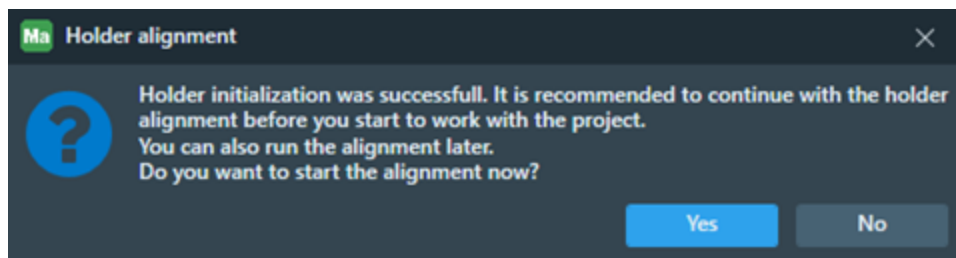 Ma Holder alignment
Holder initialization was successfull. It is recommended to continue with the holder
alignment before you start to work with the project.
You can also run the alignment later.
Do you want to start the alignment now?
Yes No